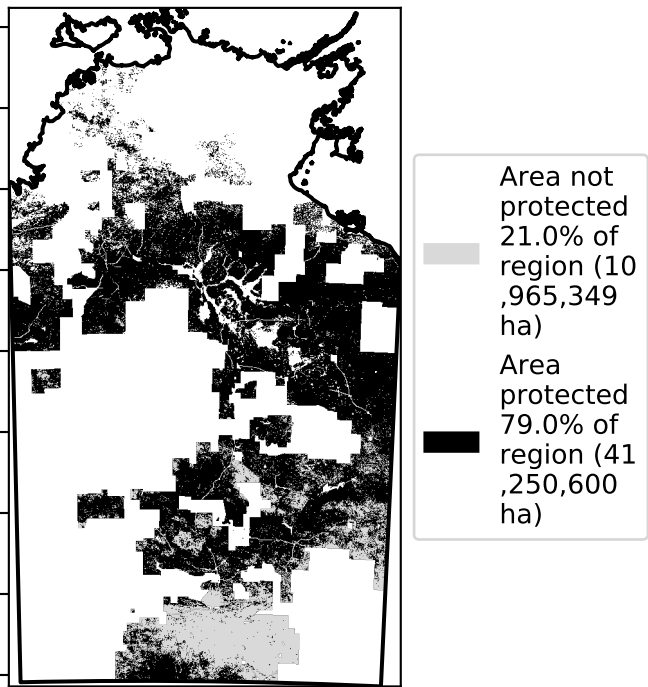 Area not
protected
21.0% of
region (10
,965,349
ha)
Area
protected
79.0% of
region (41
,250,600
ha)